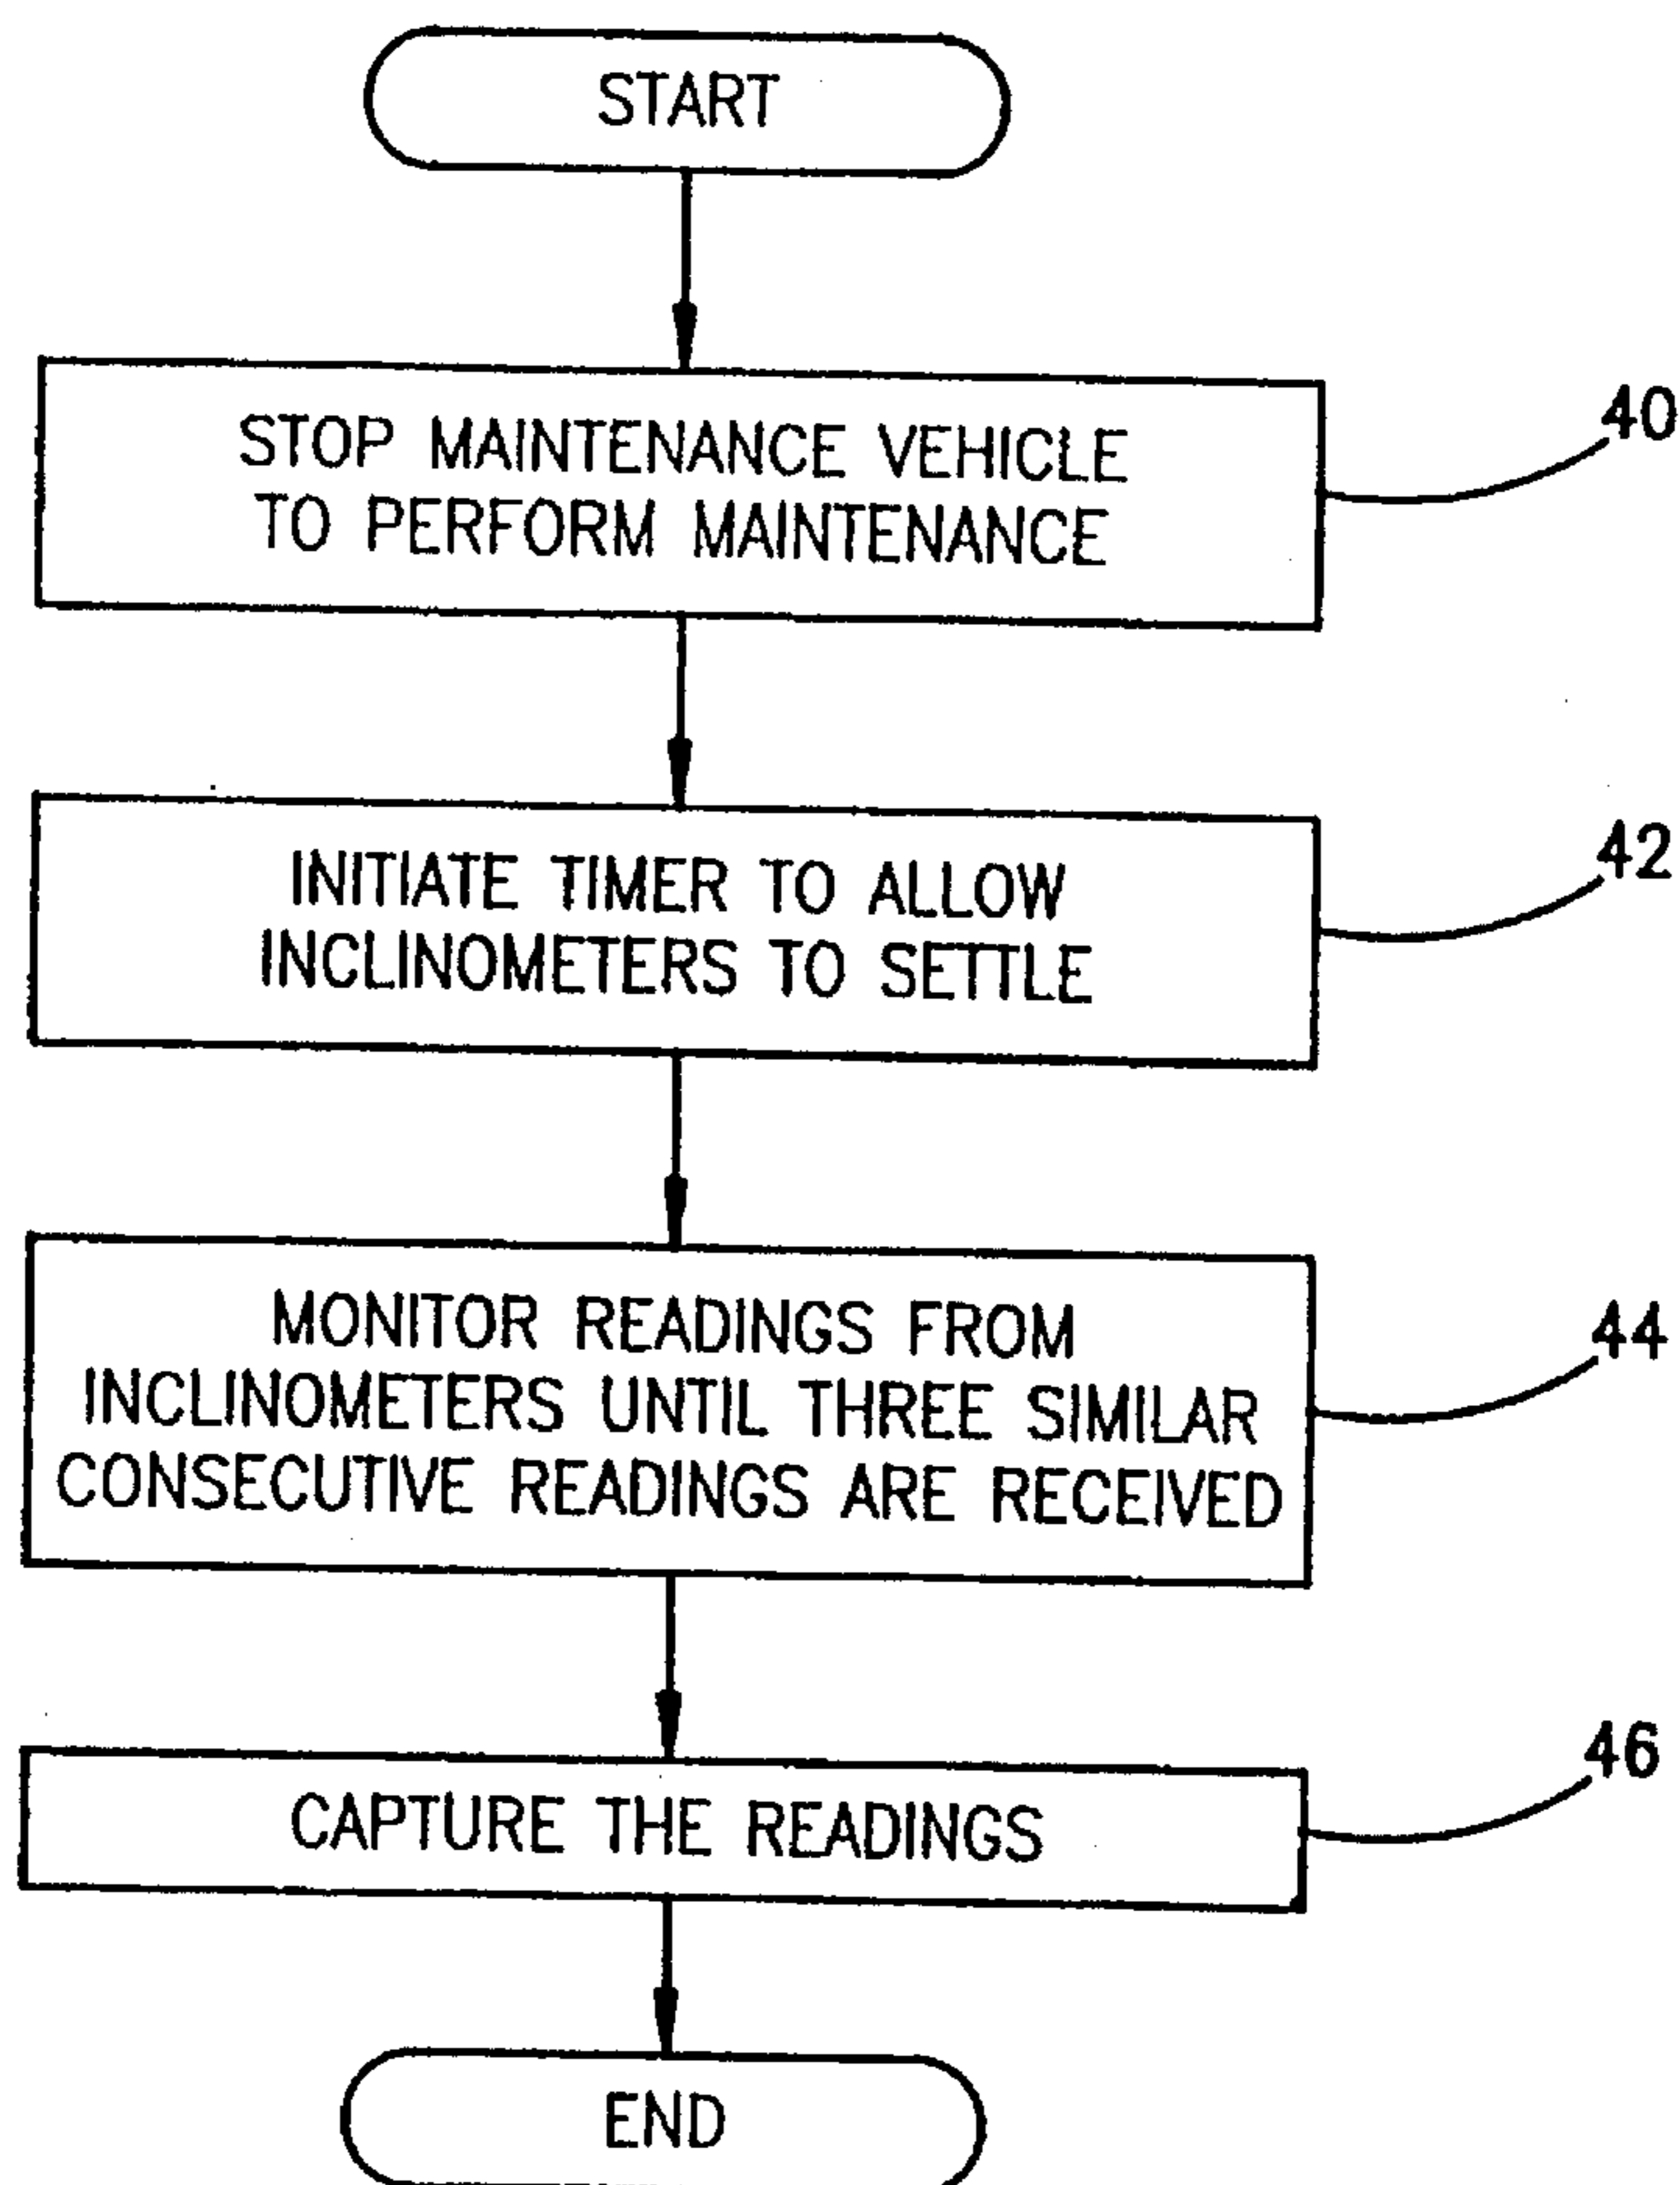 START
STOP MAINTENANCE VEHICLE
TO PERFORM MAINTENANCE
40
INITIATE TIMER TO ALLOW
INCLINOMETERS TO SETTLE
42
MONITOR READINGS FROM
INCLINOMETERS UNTIL THREE SIMILAR
CONSECUTIVE READINGS ARE RECEIVED
44
CAPTURE THE READINGS
46
END